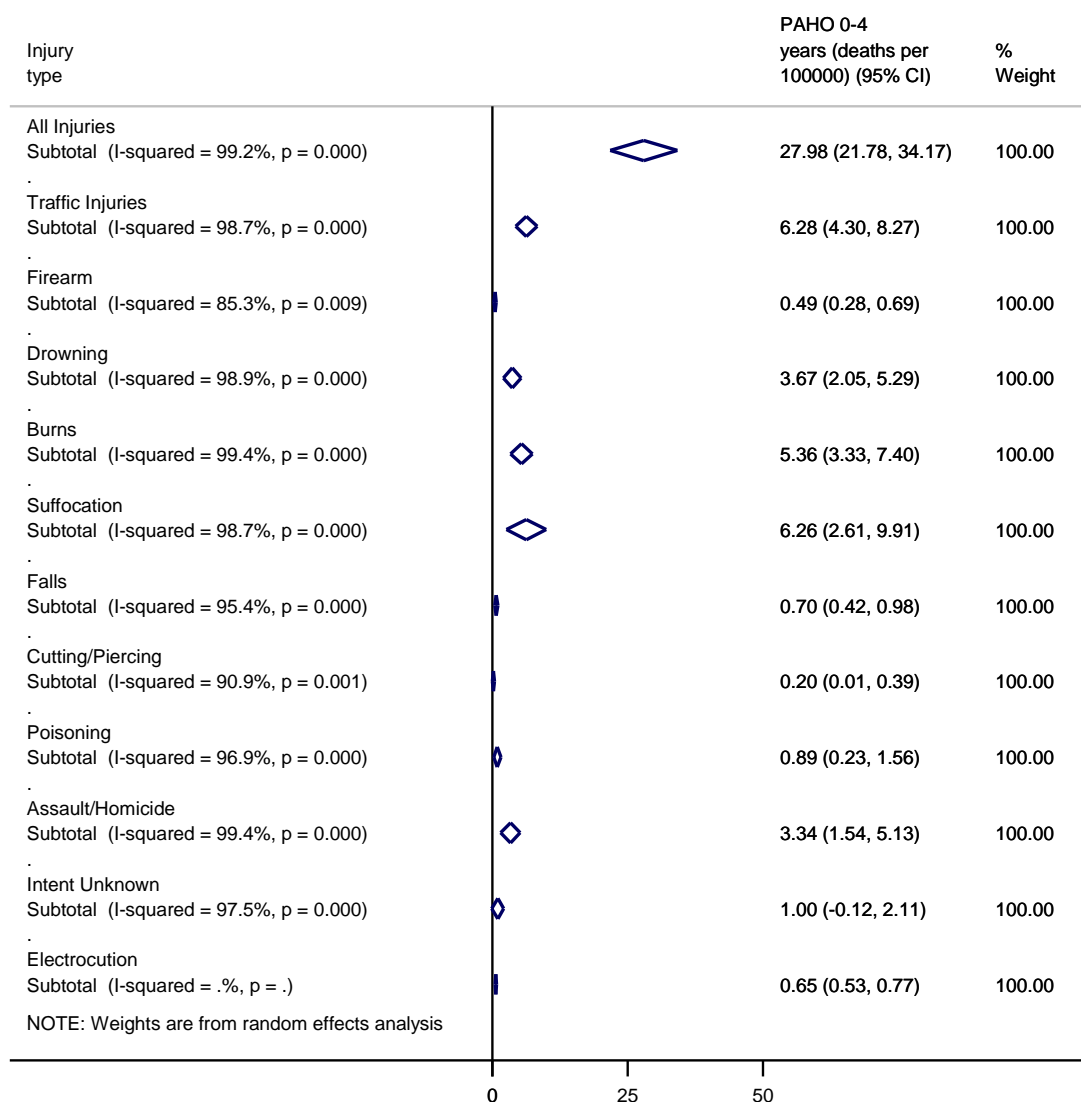 Injury
type
PAHO 0-4
years (deaths per
100000) (95% CI)
%
Weight
All Injuries
Subtotal (I-squared = 99.2%, p = 0.000) 27.98 (21.78, 34.17) 100.00
.
Traffic Injuries
Subtotal (I-squared = 98.7%, p = 0.000) 6.28 (4.30, 8.27) 100.00
.
Firearm
Subtotal (I-squared = 85.3%, p = 0.009) 0.49 (0.28, 0.69) 100.00
.
Drowning
Subtotal (I-squared = 98.9%, p = 0.000) 3.67 (2.05, 5.29) 100.00
.
Burns
Subtotal (I-squared = 99.4%, p = 0.000) 5.36 (3.33, 7.40) 100.00
.
Suffocation
Subtotal (I-squared = 98.7%, p = 0.000) 6.26 (2.61, 9.91) 100.00
.
Falls
Subtotal (I-squared = 95.4%, p = 0.000) 0.70 (0.42, 0.98) 100.00
.
Cutting/Piercing
Subtotal (I-squared = 90.9%, p = 0.001) 0.20 (0.01, 0.39) 100.00
.
Poisoning
Subtotal (I-squared = 96.9%, p = 0.000) 0.89 (0.23, 1.56) 100.00
.
Assault/Homicide
Subtotal (I-squared = 99.4%, p = 0.000) 3.34 (1.54, 5.13) 100.00
.
Intent Unknown
Subtotal (I-squared = 97.5%, p = 0.000) 1.00 (-0.12, 2.11) 100.00
.
Electrocution
Subtotal (I-squared = .%, p = .) 0.65 (0.53, 0.77) 100.00
NOTE: Weights are from random effects analysis
0 25 50